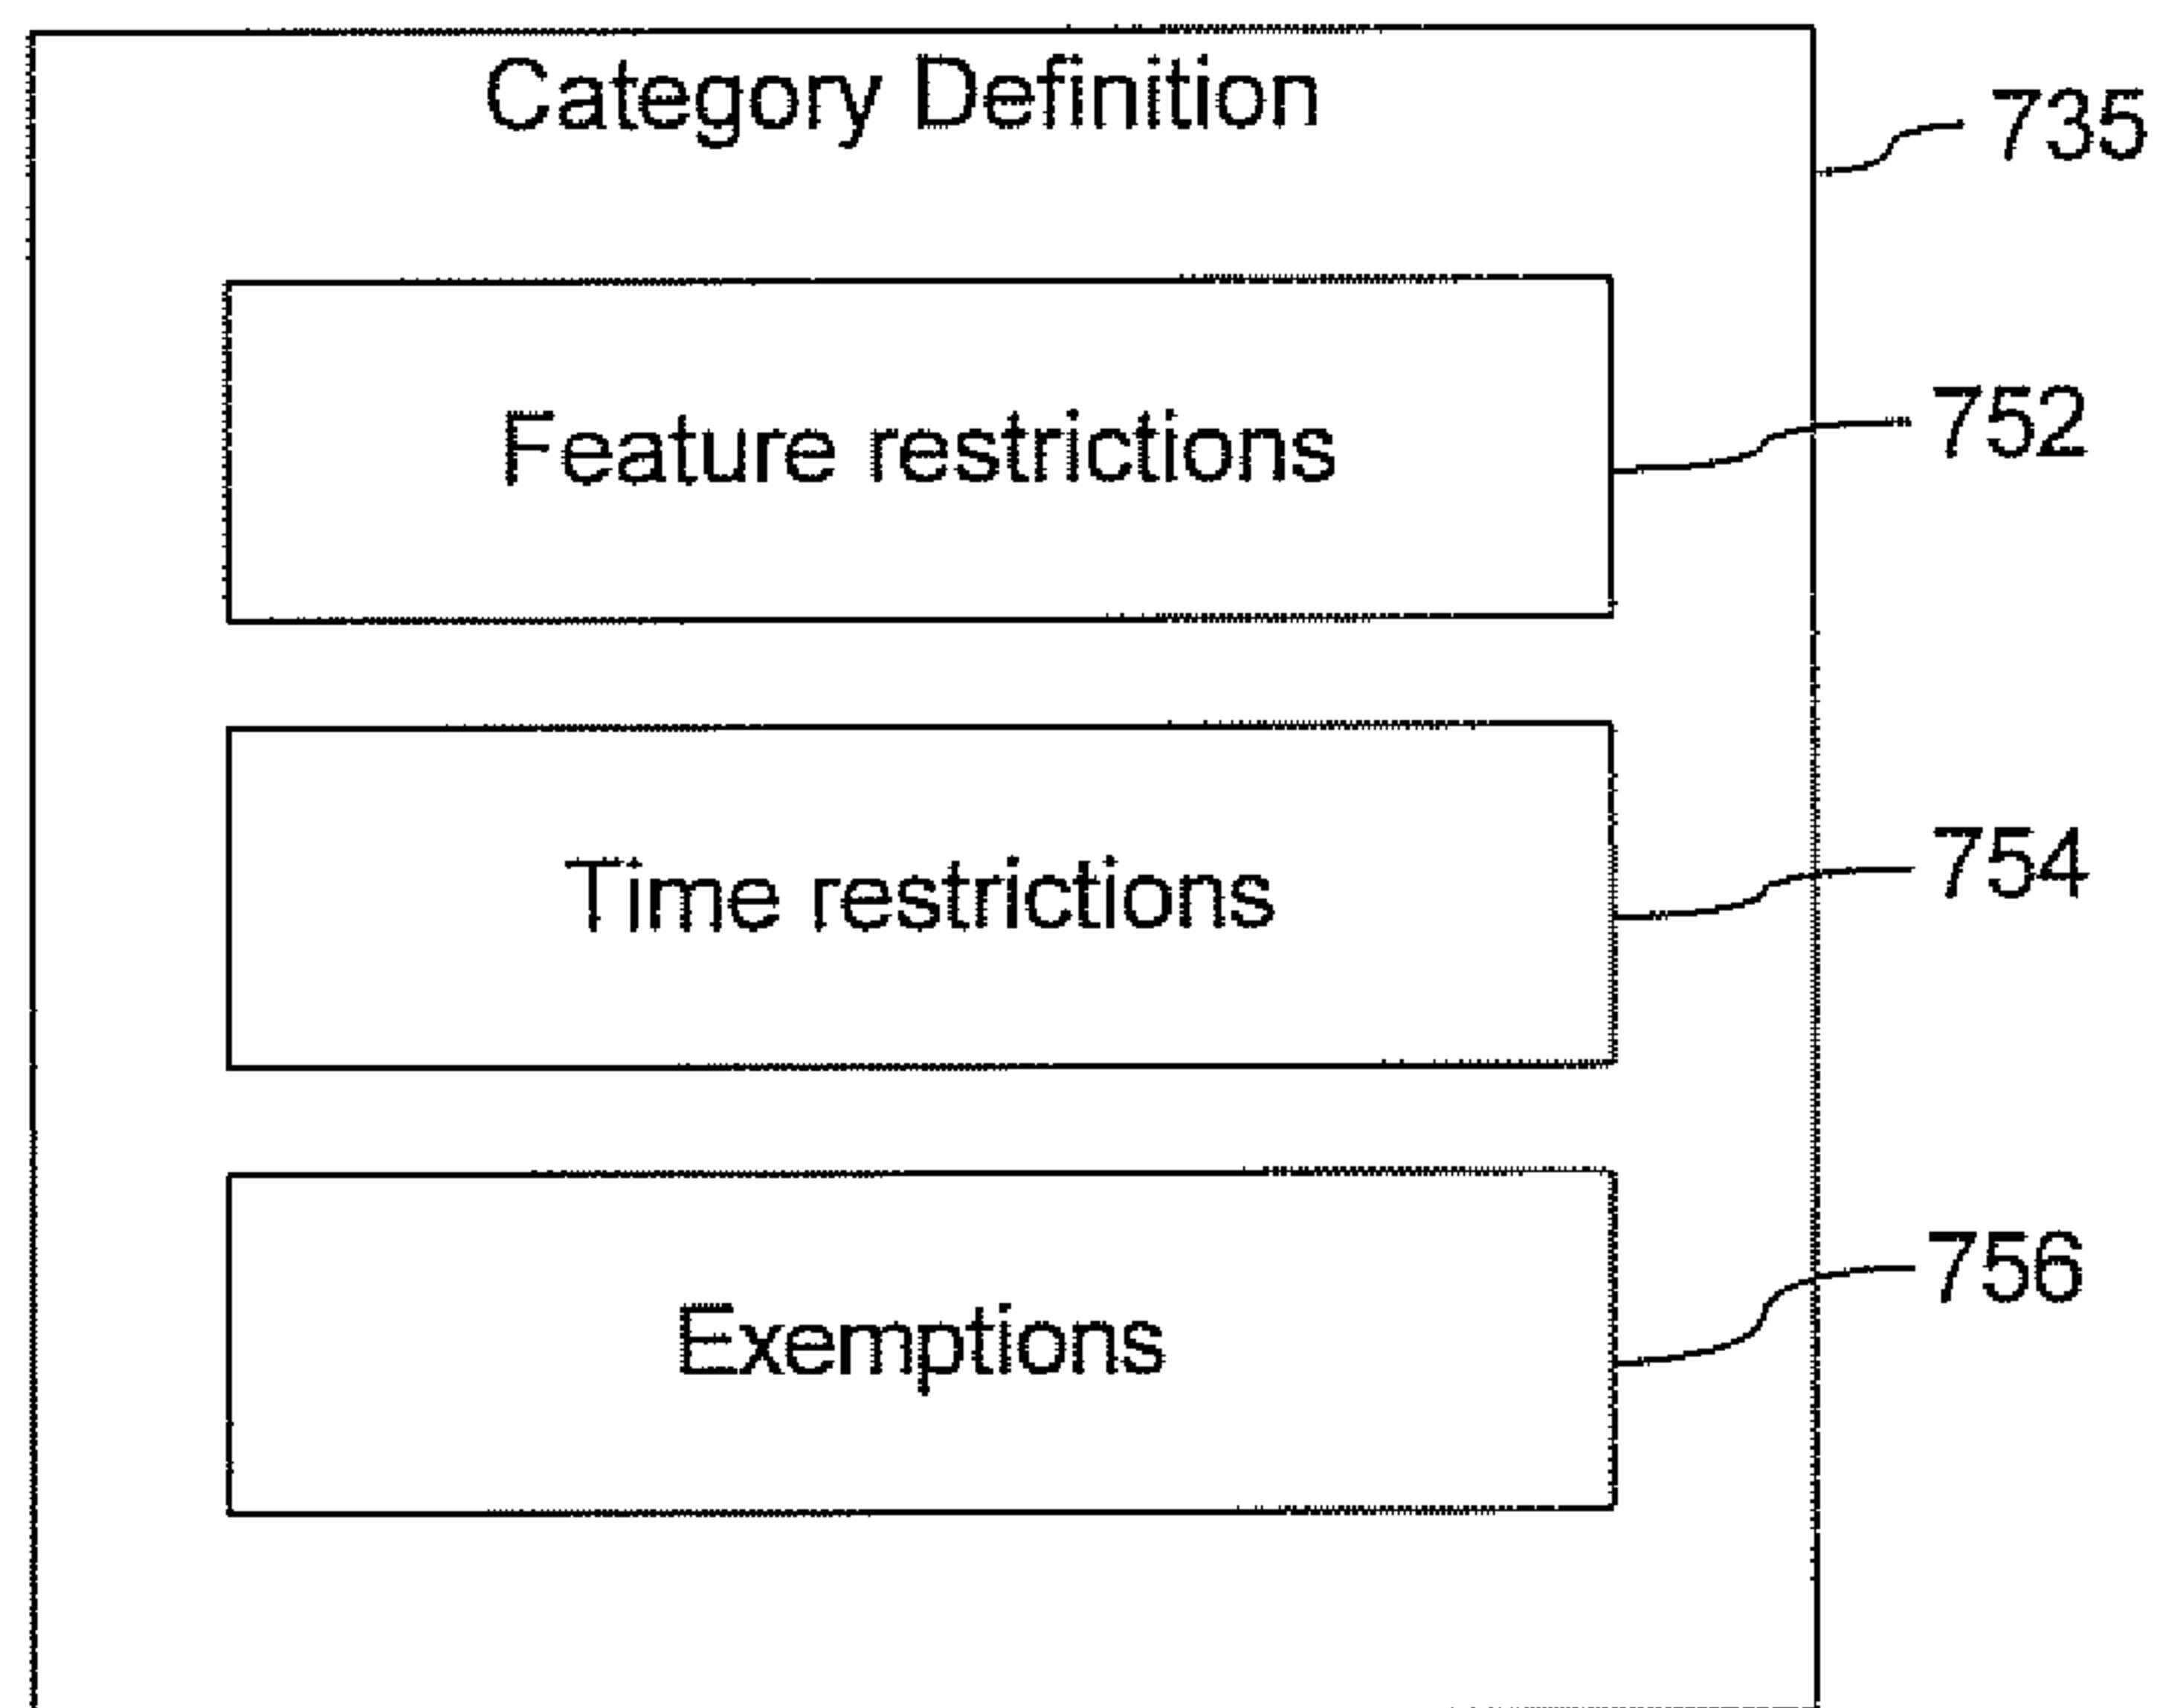 Category Definition
735
Feature restrictions
752
Time restrictions
754
Exemptions
756